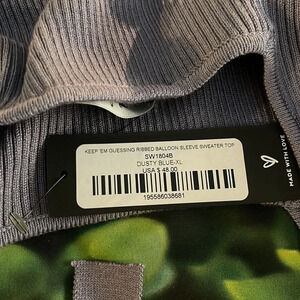 KEEP 'EM GUESSING RIBBED BALLOON SLEEVE SWEATER TOP
SW1804B
DUSTY BLUE-XL
USA $ 48.00
195586038681
MADE WITH LOVE